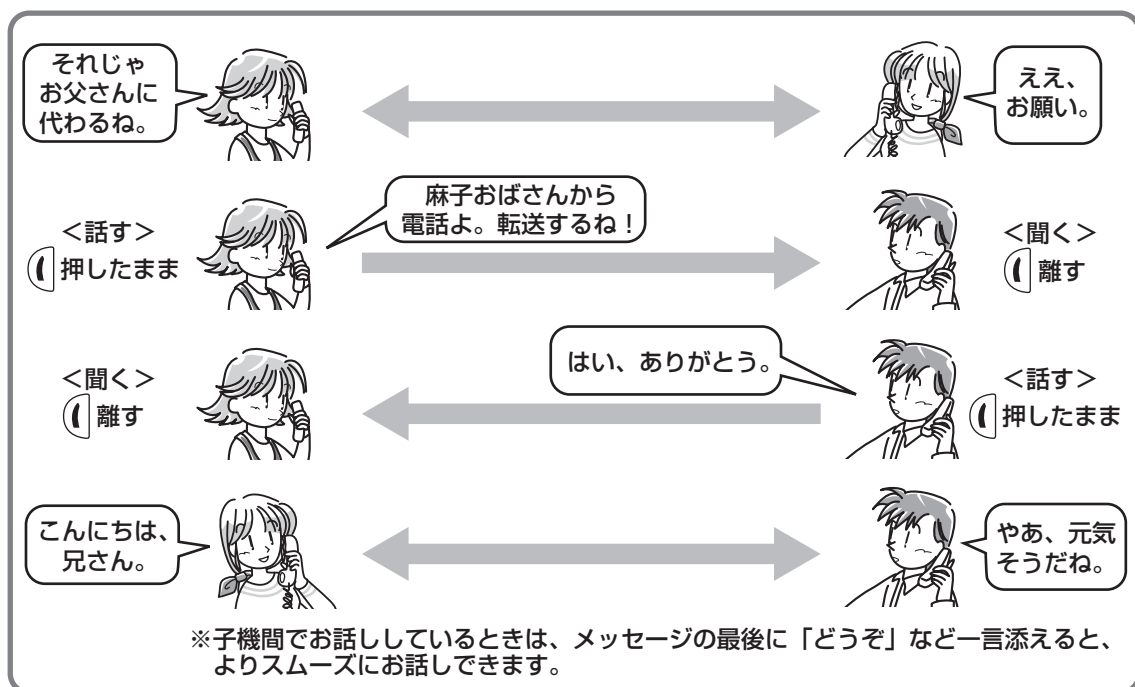 それじゃ
お父さんに
代わるね。
ええ、
お願い。
＜話す＞
押したまま
麻子おばさんから
電話よ。転送するね！
＜聞く＞
離す
＜聞く＞
離す
はい、ありがとう。
＜話す＞
押したまま
こんにちは、
兄さん。
やあ、元気
そうだね。
※子機間でお話ししているときは、メッセージの最後に「どうぞ」など一言添えると、
よりスムーズにお話しできます。